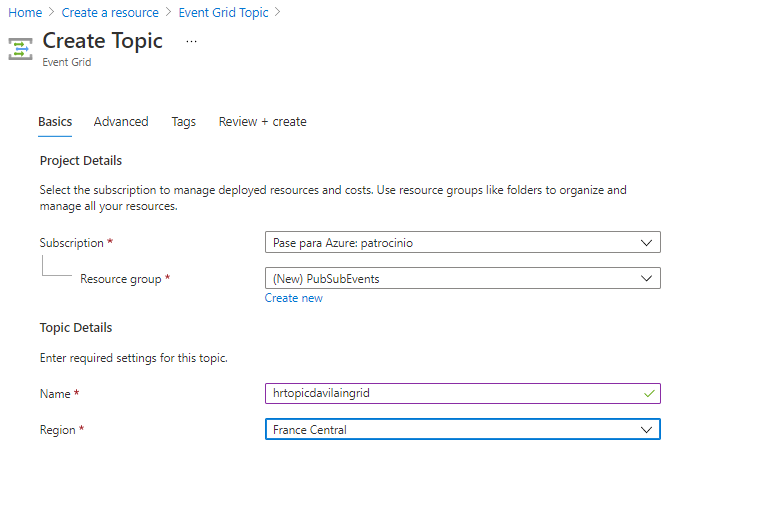 Home > Create a resource > Event Grid Topic >
Create Topic ...
Event Grid
Basics Advanced Tags Review + create
Project Details
Select the subscription to manage deployed resources and costs. Use resource groups like folders to organize and
manage all your resources.
Subscription * Pase para Azure: patrocinio
Resource group * (New) PubSubEvents
Create new
Topic Details
Enter required settings for this topic.
Name * hrtopicdavilaingrid
Region * France Central